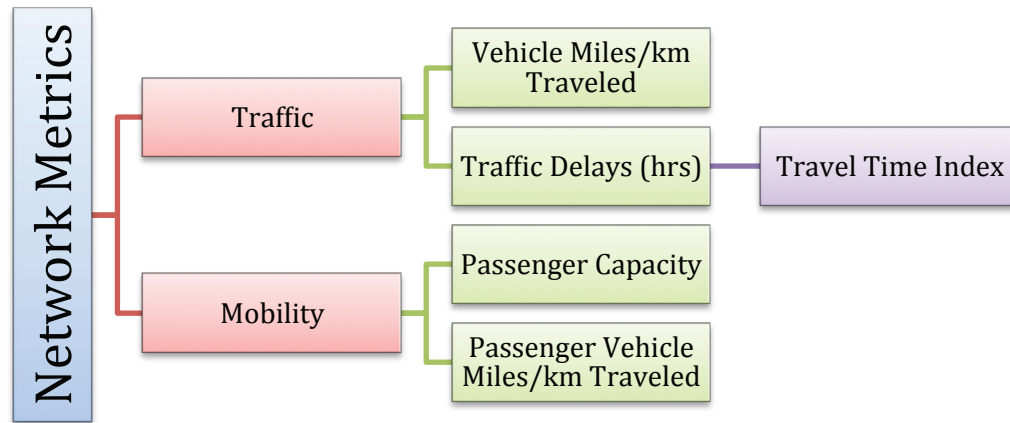 Network Metrics
Traffic
Vehicle Miles/km
Traveled
Traffic Delays (hrs)
Travel Time Index
Mobility
Passenger Capacity
Passenger Vehicle
Miles/km Traveled